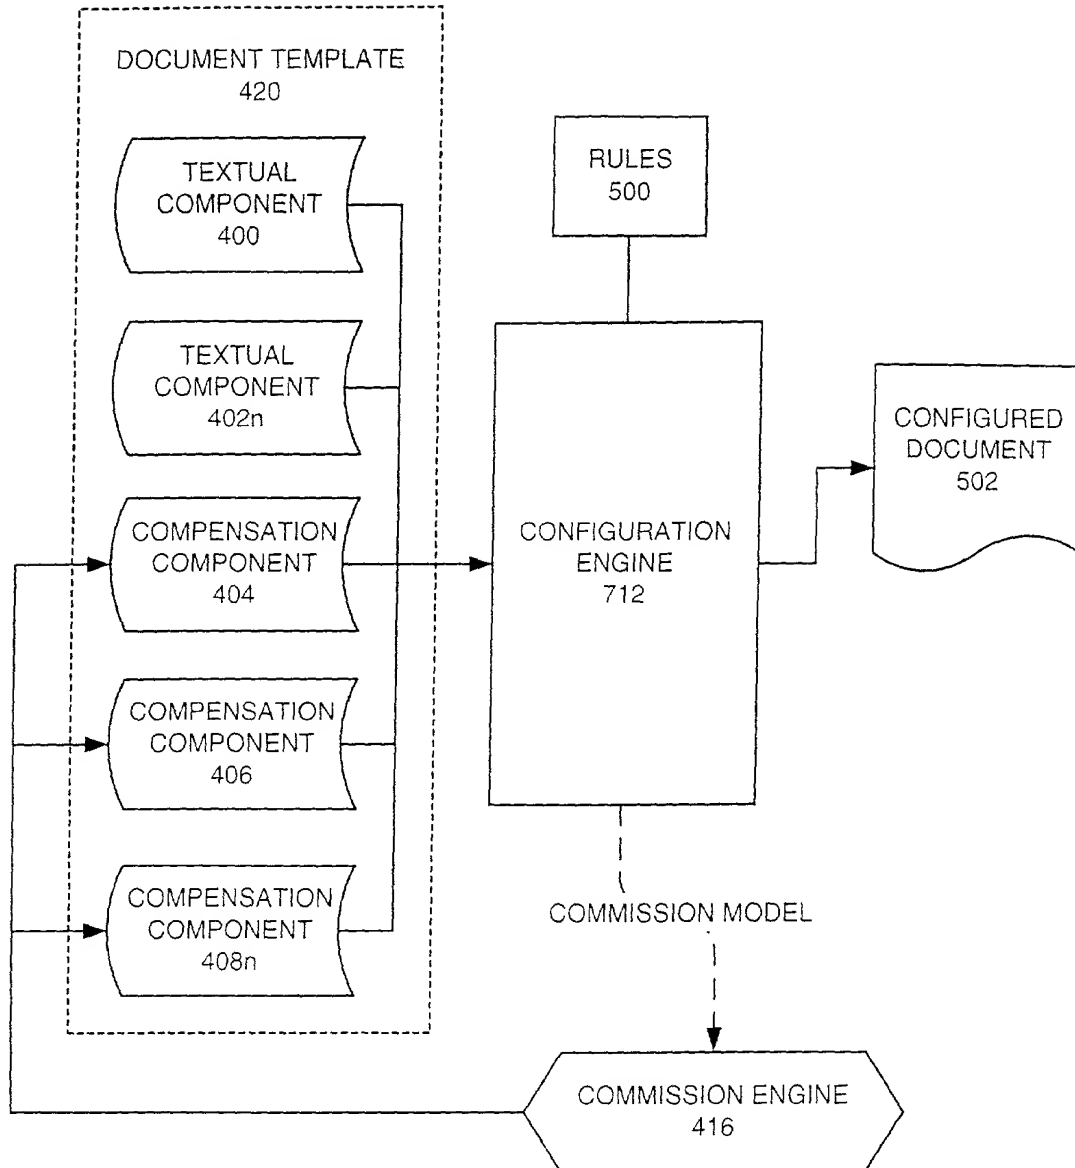 DOCUMENT TEMPLATE
420
TEXTUAL
COMPONENT
400
TEXTUAL
COMPONENT
402n
COMPENSATION
COMPONENT
404
COMPENSATION
COMPONENT
406
COMPENSATION
COMPONENT
408n
RULES
500
CONFIGURATION
ENGINE
712
CONFIGURED
DOCUMENT
502
COMMISSION MODEL
COMMISSION ENGINE
416